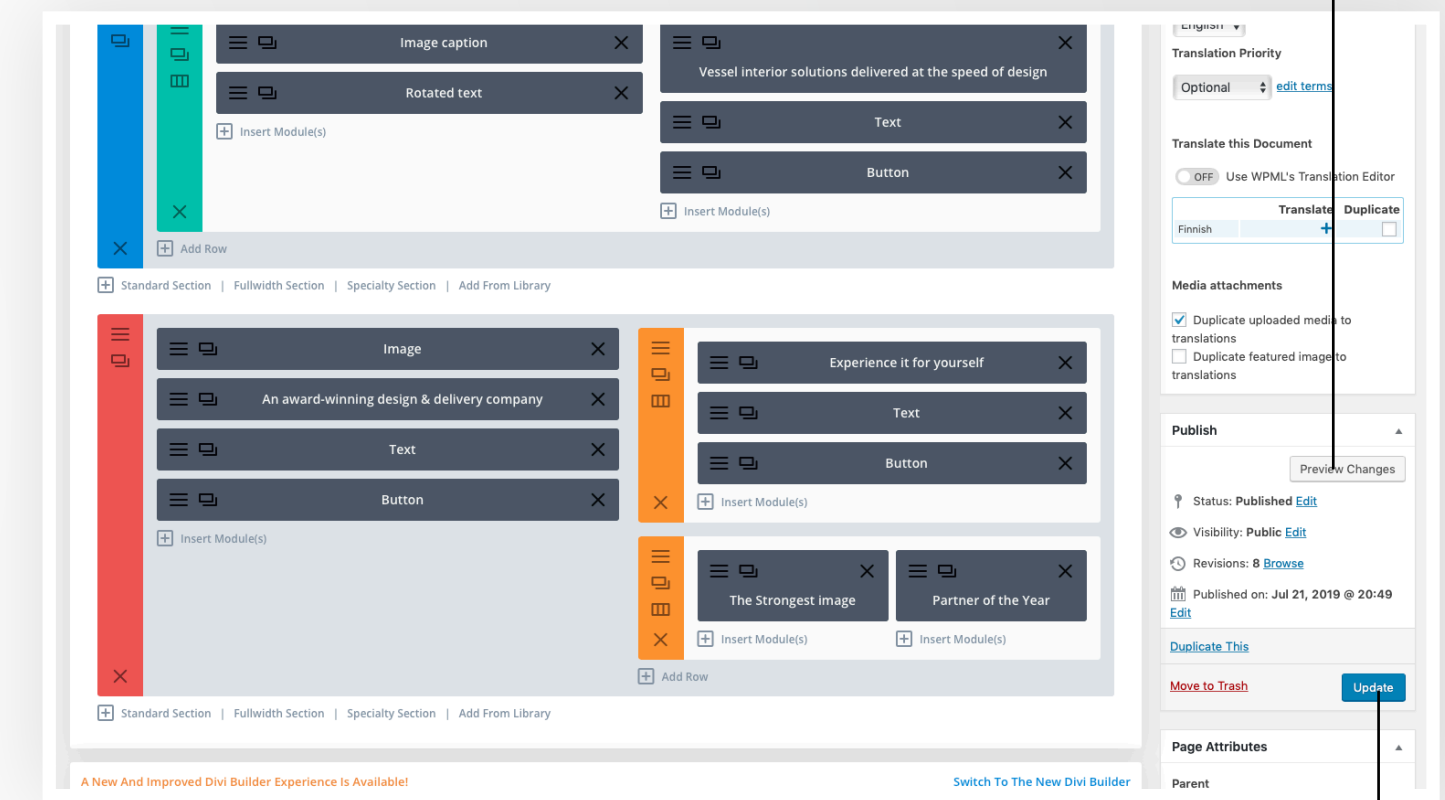 Image caption
Rotated text
Insert Module(s)
Vessel interior solutions delivered at the speed of design
Text
Button
Insert Module(s)
Add Row
Standard Section | Fullwidth Section | Specialty Section | Add From Library
Image
An award-winning design & delivery company
Text
Button
Insert Module(s)
Experience it for yourself
Text
Button
Insert Module(s)
The Strongest image
Insert Module(s)
Partner of the Year
Insert Module(s)
Add Row
Standard Section | Fullwidth Section | Specialty Section | Add From Library
A New And Improved Divi Builder Experience Is Available!
Switch To The New Divi Builder
English
Translation Priority
Optional edit terms
Translate this Document
OFF Use WPML's Translation Editor
Translate Duplicate
Finnish
Media attachments
Duplicate uploaded media to
translations
Duplicate featured image to
translations
Publish
Preview Changes
Status: Published Edit
Visibility: Public Edit
Revisions: 8 Browse
Published on: Jul 21, 2019 @ 20:49
Edit
Duplicate This
Move to Trash
Update
Page Attributes
Parent